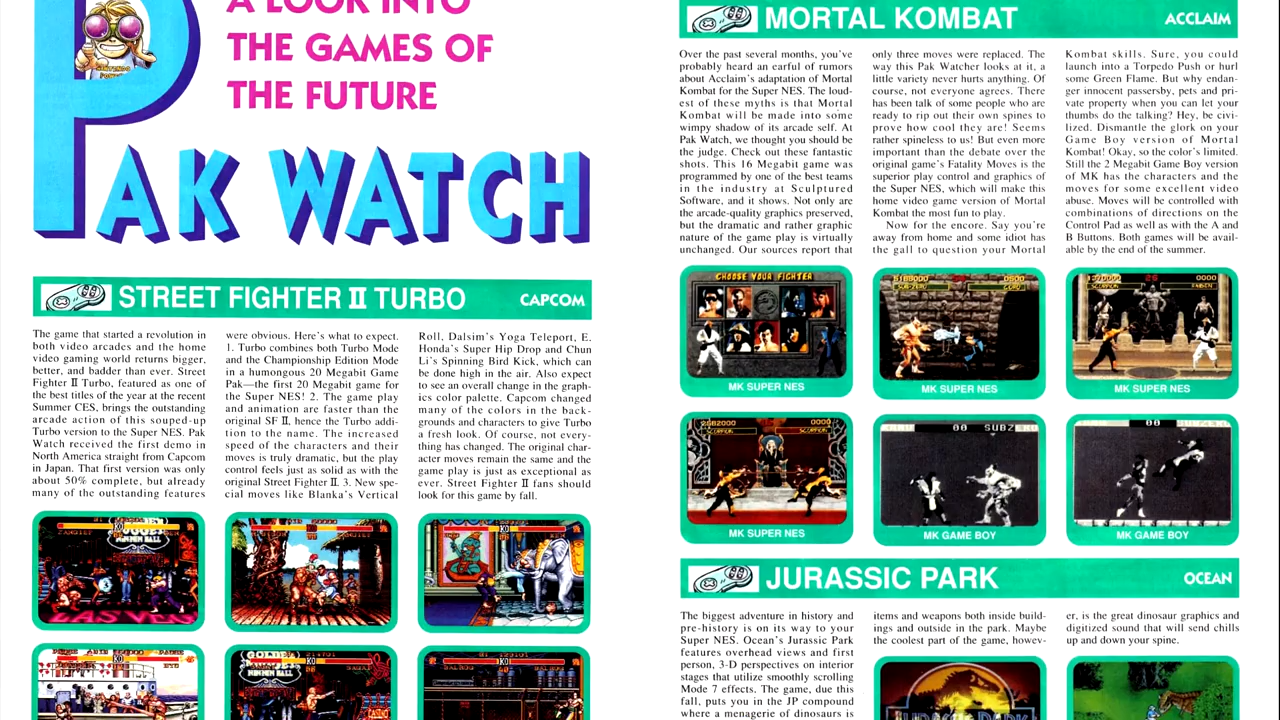 A LOOK INTO
THE GAMES OF
THE FUTURE
PAK WATCH
STREET FIGHTER II TURBO
CAPCOM
The game that started a revolution in
both video arcades and the home
video gaming world returns bigger,
better, and badder than ever. Street
Fighter II Turbo, featured as one of
the best titles of the year at the recent
Summer CES, brings the outstanding
arcade action of this souped-up
Turbo version to the Super NES. Pak
Watch received the first demo in
North America straight from Capcom
in Japan. That first version was only
about 50% complete, but already
many of the outstanding features
were obvious. Here's what to expect.
1. Turbo combines both Turbo Mode
and the Championship Edition Mode
in a humongous 20 Megabit Game
Pak—the first 20 Megabit game for
the Super NES! 2. The game play
and animation are faster than the
original SF II, hence the Turbo addi-
tion to the name. The increased
speed of the characters and their
moves is truly dramatic, but the play
control feels just as solid as with the
original Street Fighter II. 3. New spe-
cial moves like Blanka's Vertical
Roll, Dalsim's Yoga Teleport, E.
Honda's Super Hip Drop and Chun
Li's Spinning Bird Kick, which can
be done high in the air. Also expect
to see an overall change in the graph-
ics color palette. Capcom changed
many of the colors in the back-
grounds and characters to give Turbo
a fresh look. Of course, not every-
thing has changed. The original char-
acter moves remain the same and the
game play is just as exceptional as
ever. Street Fighter II fans should
look for this game by fall.
MORTAL KOMBAT
ACCLAIM
Over the past several months, you've
probably heard an earful of rumors
about Acclaim's adaptation of Mortal
Kombat for the Super NES. The loud-
est of these myths is that Mortal
Kombat will be made into some
wimpy shadow of its arcade self. At
Pak Watch, we thought you should be
the judge. Check out these fantastic
shots. This 16 Megabit game was
programmed by one of the best teams
in the industry at Sculptured
Software, and it shows. Not only are
the arcade-quality graphics preserved,
but the dramatic and rather graphic
nature of the game play is virtually
unchanged. Our sources report that
only three moves were replaced. The
way this Pak Watcher looks at it, a
little variety never hurts anything. Of
course, not everyone agrees. There
has been talk of some people who are
ready to rip out their own spines to
prove how cool they are! Seems
rather spineless to us! But even more
important than the debate over the
original game's Fatality Moves is the
superior play control and graphics of
the Super NES, which will make this
home video game version of Mortal
Kombat the most fun to play.
Now for the encore. Say you're
away from home and some idiot has
the gall to question your Mortal
Kombat skills. Sure, you could
launch into a Torpedo Push or hurl
some Green Flame. But why endan-
ger innocent passersby, pets and pri-
vate property when you can let your
thumbs do the talking? Hey, be civi-
lized. Dismantle the glork on your
Game Boy version of Mortal
Kombat! Okay, so the color's limited.
Still the 2 Megabit Game Boy version
of MK has the characters and the
moves for some excellent video
abuse. Moves will be controlled with
combinations of directions on the
Control Pad as well as with the A and
B Buttons. Both games will be avail-
able by the end of the summer.
CHOOSE YOUR FIGHTER
MK SUPER NES
MK SUPER NES
MK SUPER NES
MK SUPER NES
MK GAME BOY
MK GAME BOY
JURASSIC PARK
OCEAN
The biggest adventure in history and
pre-history is on its way to your
Super NES. Ocean's Jurassic Park
features overhead views and first
person, 3-D perspectives on interior
stages that utilize smoothly scrolling
Mode 7 effects. The game, due this
fall, puts you in the JP compound
where a menagerie of dinosaurs is
items and weapons both inside build-
ings and outside in the park. Maybe
the coolest part of the game, howev-
er, is the great dinosaur graphics and
digitized sound that will send chills
up and down your spine.